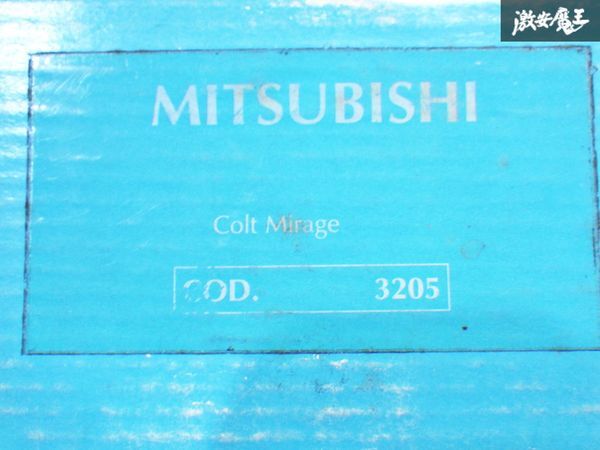 激安魔王
MITSUBISHI
Colt Mirage
COD. 3205